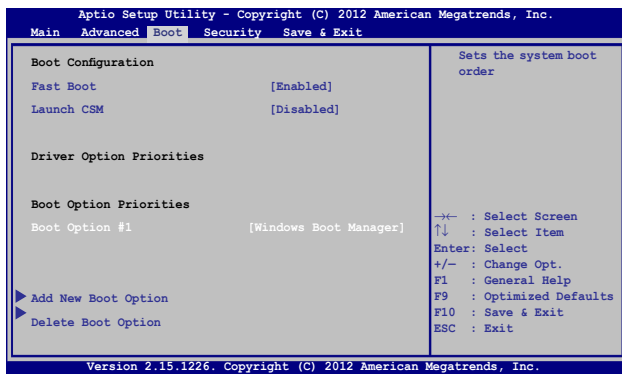 Aptio Setup Utility - Copyright (C) 2012 American Megatrends, Inc.
Main Advanced Boot Security Save & Exit
Boot Configuration
Fast Boot [Enabled]
Launch CSM [Disabled]
Driver Option Priorities
Boot Option Priorities
Boot Option #1 [Windows Boot Manager]
Add New Boot Option
Delete Boot Option
Sets the system boot
order
→← : Select Screen
↑↓ : Select Item
Enter: Select
+/— : Change Opt.
F1 : General Help
F9 : Optimized Defaults
F10 : Save & Exit
ESC : Exit
Version 2.15.1226. Copyright (C) 2012 American Megatrends, Inc.